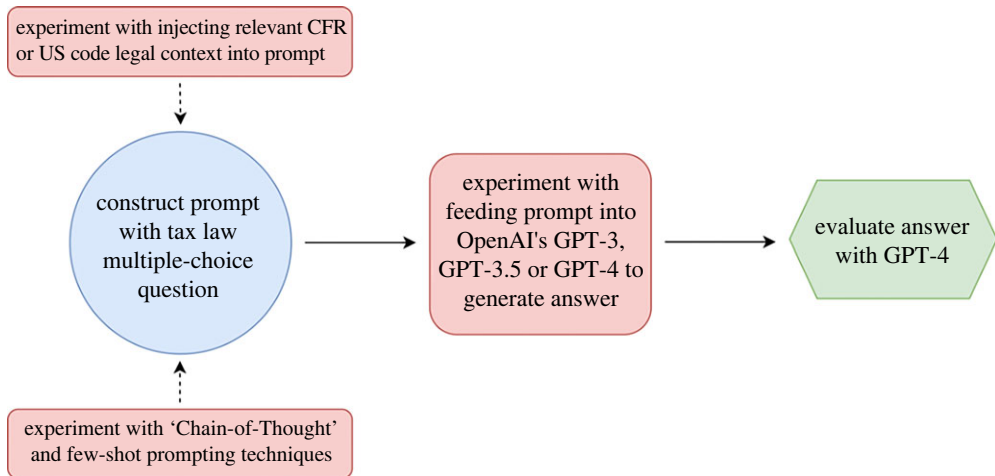 experiment with injecting relevant CFR
or US code legal context into prompt
construct prompt
with tax law
multiple-choice
question
experiment with
feeding prompt into
OpenAI's GPT-3,
GPT-3.5 or GPT-4 to
generate answer
evaluate answer
with GPT-4
experiment with ‘Chain-of-Thought’
and few-shot prompting techniques